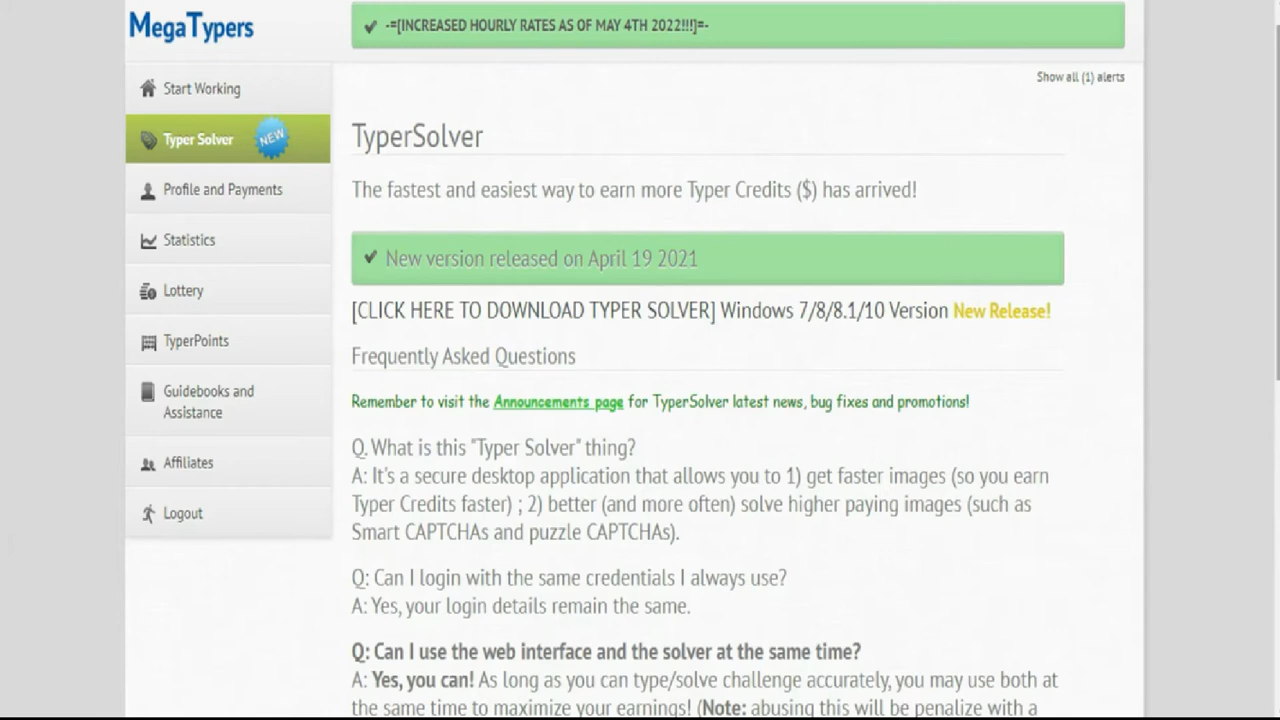 MegaTypers
-=[INCREASED HOURLY RATES AS OF MAY 4TH 2022!!!]=-
Show all (1) alerts
Start Working
Typer Solver NEW
Profile and Payments
Statistics
Lottery
TyperPoints
Guidebooks and
Assistance
Affiliates
Logout
TyperSolver
The fastest and easiest way to earn more Typer Credits ($) has arrived!
New version released on April 19 2021
[CLICK HERE TO DOWNLOAD TYPER SOLVER] Windows 7/8/8.1/10 Version New Release!
Frequently Asked Questions
Remember to visit the Announcements page for TyperSolver latest news, bug fixes and promotions!
Q. What is this "Typer Solver" thing?
A: It's a secure desktop application that allows you to 1) get faster images (so you earn
Typer Credits faster) ; 2) better (and more often) solve higher paying images (such as
Smart CAPTCHAs and puzzle CAPTCHAs).
Q: Can I login with the same credentials I always use?
A: Yes, your login details remain the same.
Q: Can I use the web interface and the solver at the same time?
A: Yes, you can! As long as you can type/solve challenge accurately, you may use both at
the same time to maximize your earnings! (Note: abusing this will be penalize with a